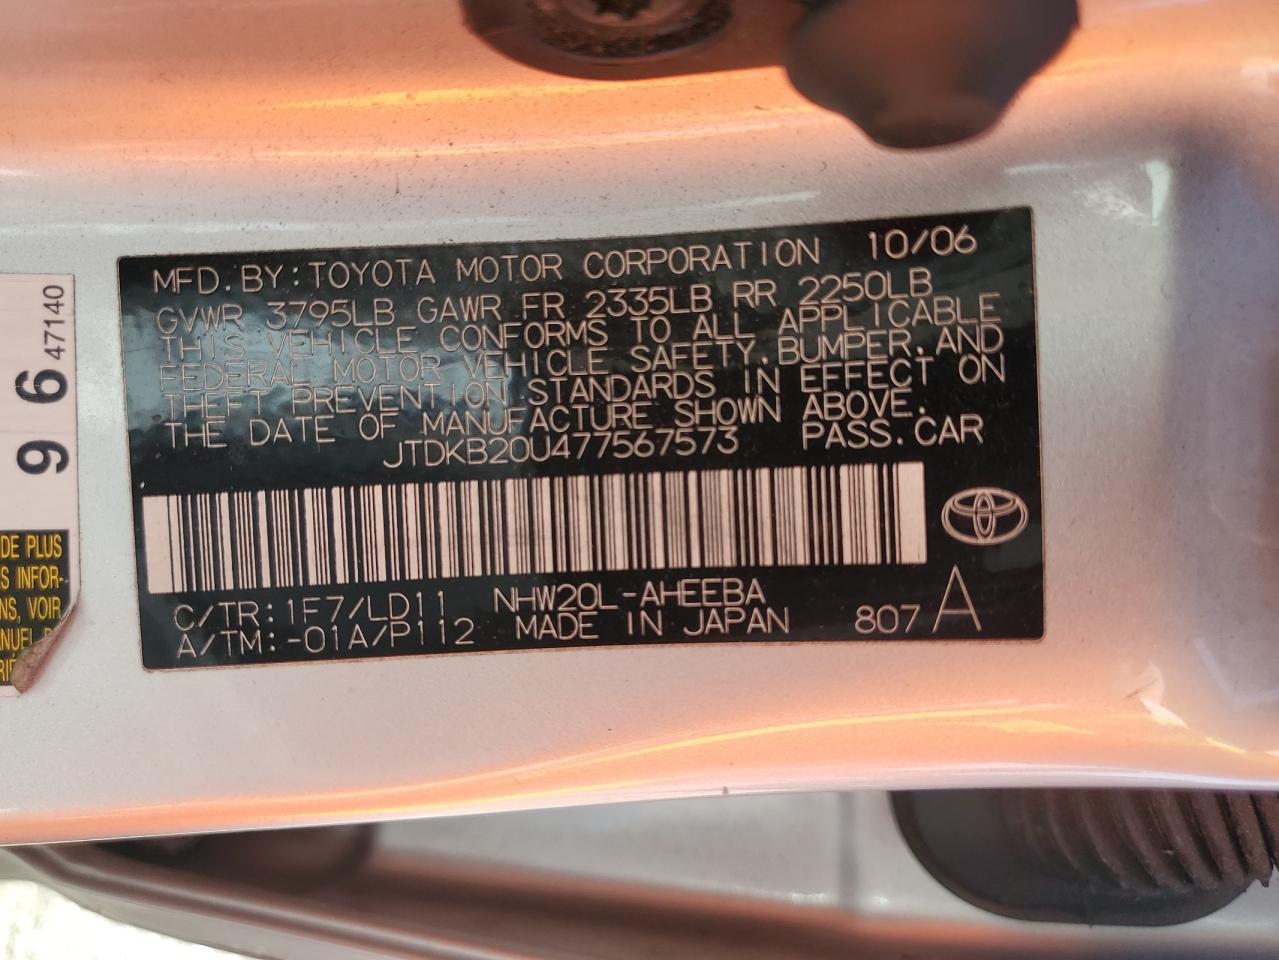 MFD. BY: TOYOTA MOTOR CORPORATION 10/06
GVWR 3795LB GAWR FR 2335LB RR 2250LB
THIS VEHICLE CONFORMS TO ALL APPLICABLE
FEDERAL MOTOR VEHICLE SAFETY, BUMPER, AND
THEFT PREVENTION STANDARDS IN EFFECT ON
THE DATE OF MANUFACTURE SHOWN ABOVE.
JTDKB20U477567573 PASS. CAR
C/TR: 1F7/LD11 NHW20L-AHEEBA
A/TM: -01A/P112 MADE IN JAPAN 807 A
9 6 47140
DE PLUS
S INFOR-
NS, VOIR
ANUEL D
RIÉ